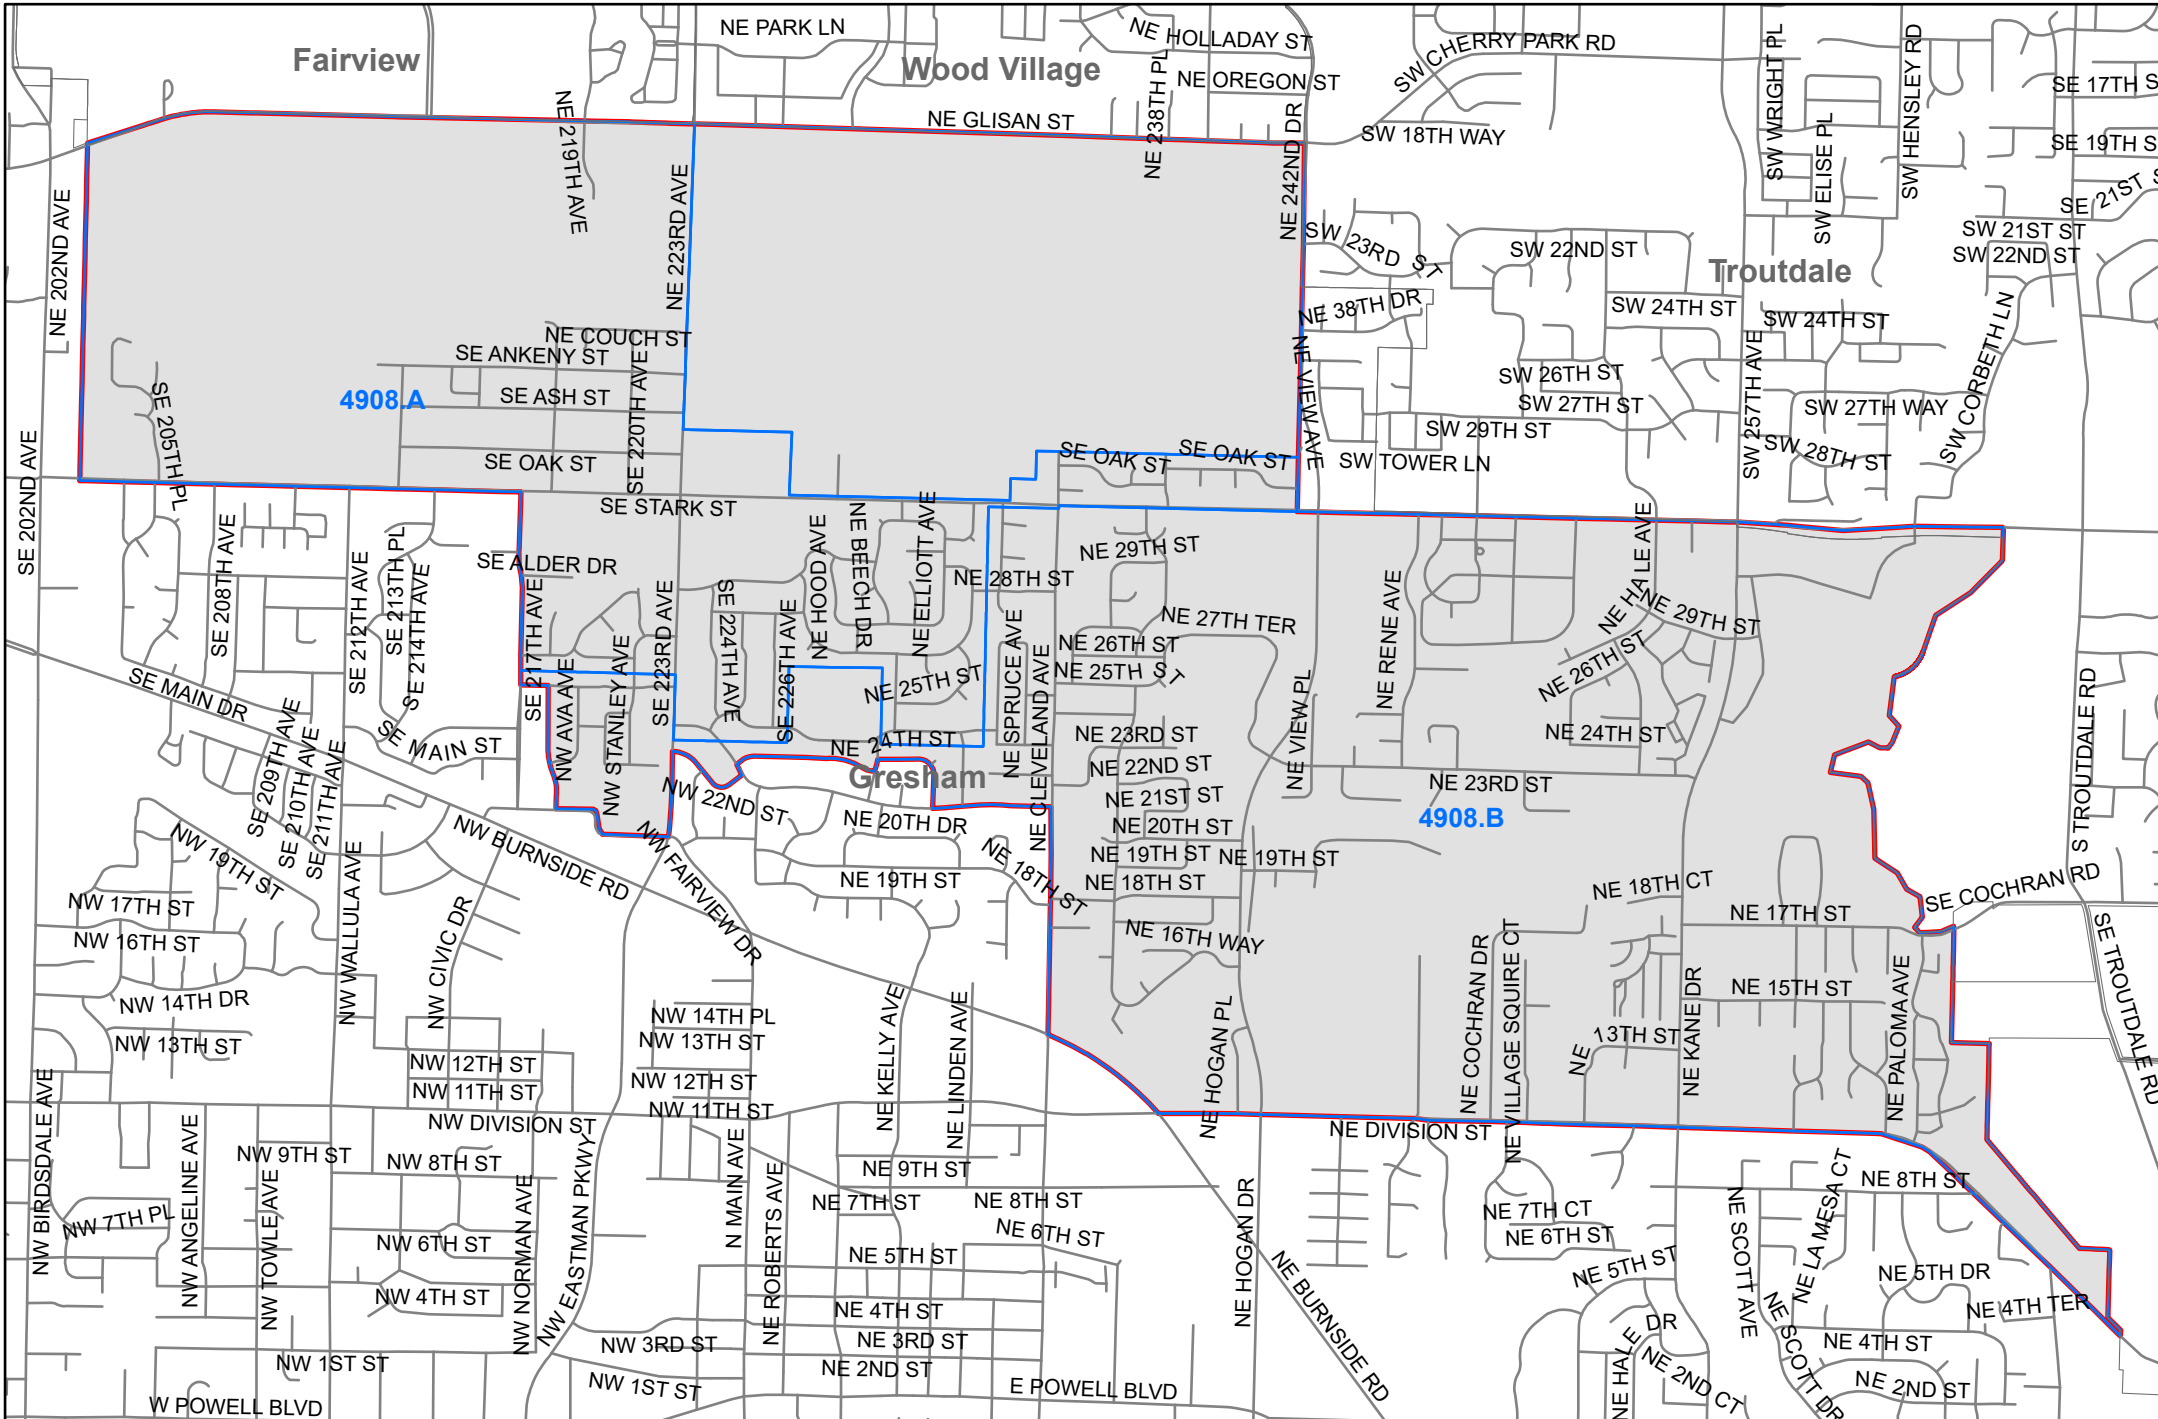 NE PARK LN
NE HOLLADAY ST
SW CHERRY PARK RD
SW WRIGHT PL
SW HENSLEY RD
Fairview
Wood Village
NE OREGON ST
SE 17TH S
NE 219TH AVE
NE GLISAN ST
NE 238TH PL
NE 242ND DR
SW 18TH WAY
SW ELISE PL
SE 19TH S
SE 21ST S
NE 202ND AVE
NE 223RD AVE
SW 23RD ST
SW 22ND ST
SW 21ST ST
SW 22ND ST
Troutdale
NE 38TH DR
SW 24TH ST
SW 24TH ST
NE COUCH ST
SE ANKENY ST
NE VIEW AVE
SW 257TH AVE
SW CORBETH LN
4908.A
SE ASH ST
SE 220TH AVE
SE 205TH PL
SW 26TH ST
SW 27TH ST
SW 27TH WAY
SW 29TH ST
SE OAK ST
SE OAK ST
SE OAK ST
SW TOWER LN
SW 28TH ST
SE 202ND AVE
SE STARK ST
SE 208TH AVE
SE 212TH AVE
SE 213TH PL
SE 214TH AVE
SE ALDER DR
SE 217TH AVE
SE 223RD AVE
SE 224TH AVE
SE 226TH AVE
NE HOOD AVE
NE BEECH DR
NE ELLIOTT AVE
NE 29TH ST
NE 28TH ST
NE HALE AVE
NE 29TH ST
NE 27TH TER
NE RENE AVE
NE 26TH ST
NE 25TH ST
NE 26TH ST
NE 25TH ST
NE SPRUCE AVE
NE CLEVELAND AVE
NE VIEW PL
NW AVA AVE
NW STANLEY AVE
SE MAIN DR
SE MAIN ST
SE 209TH AVE
SE 210TH AVE
SE 211TH AVE
NE 24TH ST
NE 23RD ST
NE 24TH ST
S TROUTDALE RD
Gresham
NE 22ND ST
NE 23RD ST
NW 22ND ST
NE 21ST ST
4908.B
NE 20TH DR
NE 20TH ST
NW 19TH ST
NW BURNSIDE RD
NW FAIRVIEW DR
NE 19TH ST
NE 18TH ST
NE 19TH ST
NE 19TH ST
NE 18TH ST
NE 18TH CT
SE COCHRAN RD
NW WALLULA AVE
NW CIVIC DR
NW 17TH ST
NE 17TH ST
NW 16TH ST
NE 16TH WAY
SE TROUTDALE RD
NW 14TH DR
NW 14TH PL
NE 15TH ST
NW 13TH ST
NW 13TH ST
NE 13TH ST
NE COCHRAN DR
NE VILLAGE SQUIRE CT
NE KANE DR
NE PALOMA AVE
NE KELLY AVE
NE LINDEN AVE
NE HOGAN PL
NW 12TH ST
NW 12TH ST
NW 11TH ST
NW 11TH ST
NW DIVISION ST
NE DIVISION ST
NW BIRDSDALE AVE
NW ANGELINE AVE
NW TOWLE AVE
NW 9TH ST
NW 8TH ST
NE 9TH ST
NE 8TH ST
NE 8TH ST
NE 7TH ST
NE 7TH CT
NW 7TH PL
NW 6TH ST
NE 6TH ST
NE 6TH ST
NW NORMAN AVE
NW EASTMAN PKWY
N MAIN AVE
NE ROBERTS AVE
NE HOGAN DR
NE BURNSIDE RD
NE 5TH ST
NE 5TH ST
NE SCOTT AVE
NE LA MESA CT
NE 5TH DR
NW 4TH ST
NE 4TH ST
NE 4TH TER
NE 4TH ST
NW 3RD ST
NE 3RD ST
NE HALE DR
NE SCOTT DR
NW 1ST ST
NE 2ND ST
NE 2ND CT
NE 2ND ST
NW 1ST ST
E POWELL BLVD
W POWELL BLVD